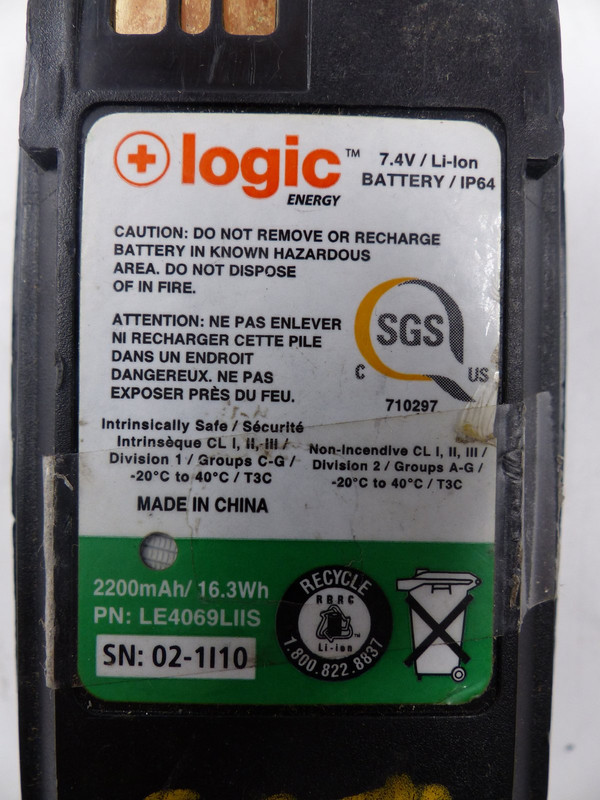 logic™
ENERGY
7.4V / Li-Ion
BATTERY / IP64
CAUTION: DO NOT REMOVE OR RECHARGE
BATTERY IN KNOWN HAZARDOUS
AREA. DO NOT DISPOSE
OF IN FIRE.
ATTENTION: NE PAS ENLEVER
NI RECHARGER CETTE PILE
DANS UN ENDROIT
DANGEREUX. NE PAS
EXPOSER PRÈS DU FEU.
SGS
C US
710297
Intrinsically Safe / Sécurité
Intrinsèque CL I, II, III /
Division 1 / Groups C-G /
-20°C to 40°C / T3C
Non-Incendive CL I, II, III /
Division 2 / Groups A-G /
-20°C to 40°C / T3C
MADE IN CHINA
2200mAh/ 16.3Wh
PN: LE4069LIIS
SN: 02-1I10
RECYCLE
RBRC
Li-ion
1.800.822.8837